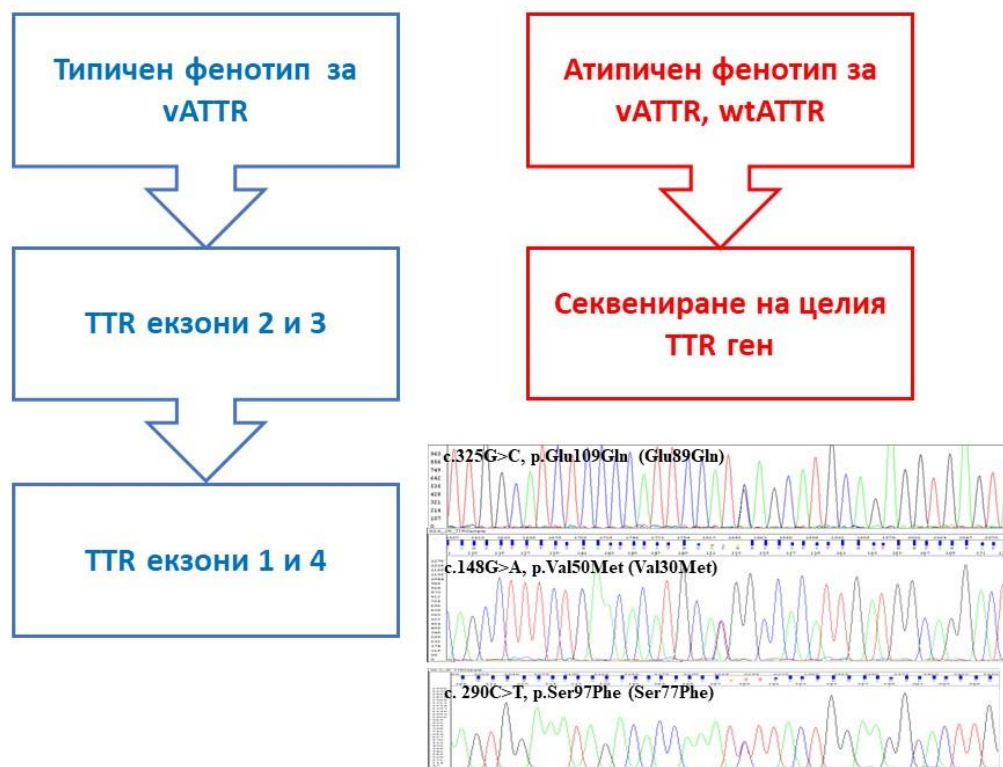 Типичен фенотип за
vATTR
TTR екзони 2 и 3
TTR екзони 1 и 4
Атипичен фенотип за
vATTR, wtATTR
Секвениране на целия
TTR ген
c.325G>C, p.Glu109Gln (Glu89Gln)
c.148G>A, p.Val50Met (Val30Met)
c. 290C>T, p.Ser97Phe (Ser77Phe)